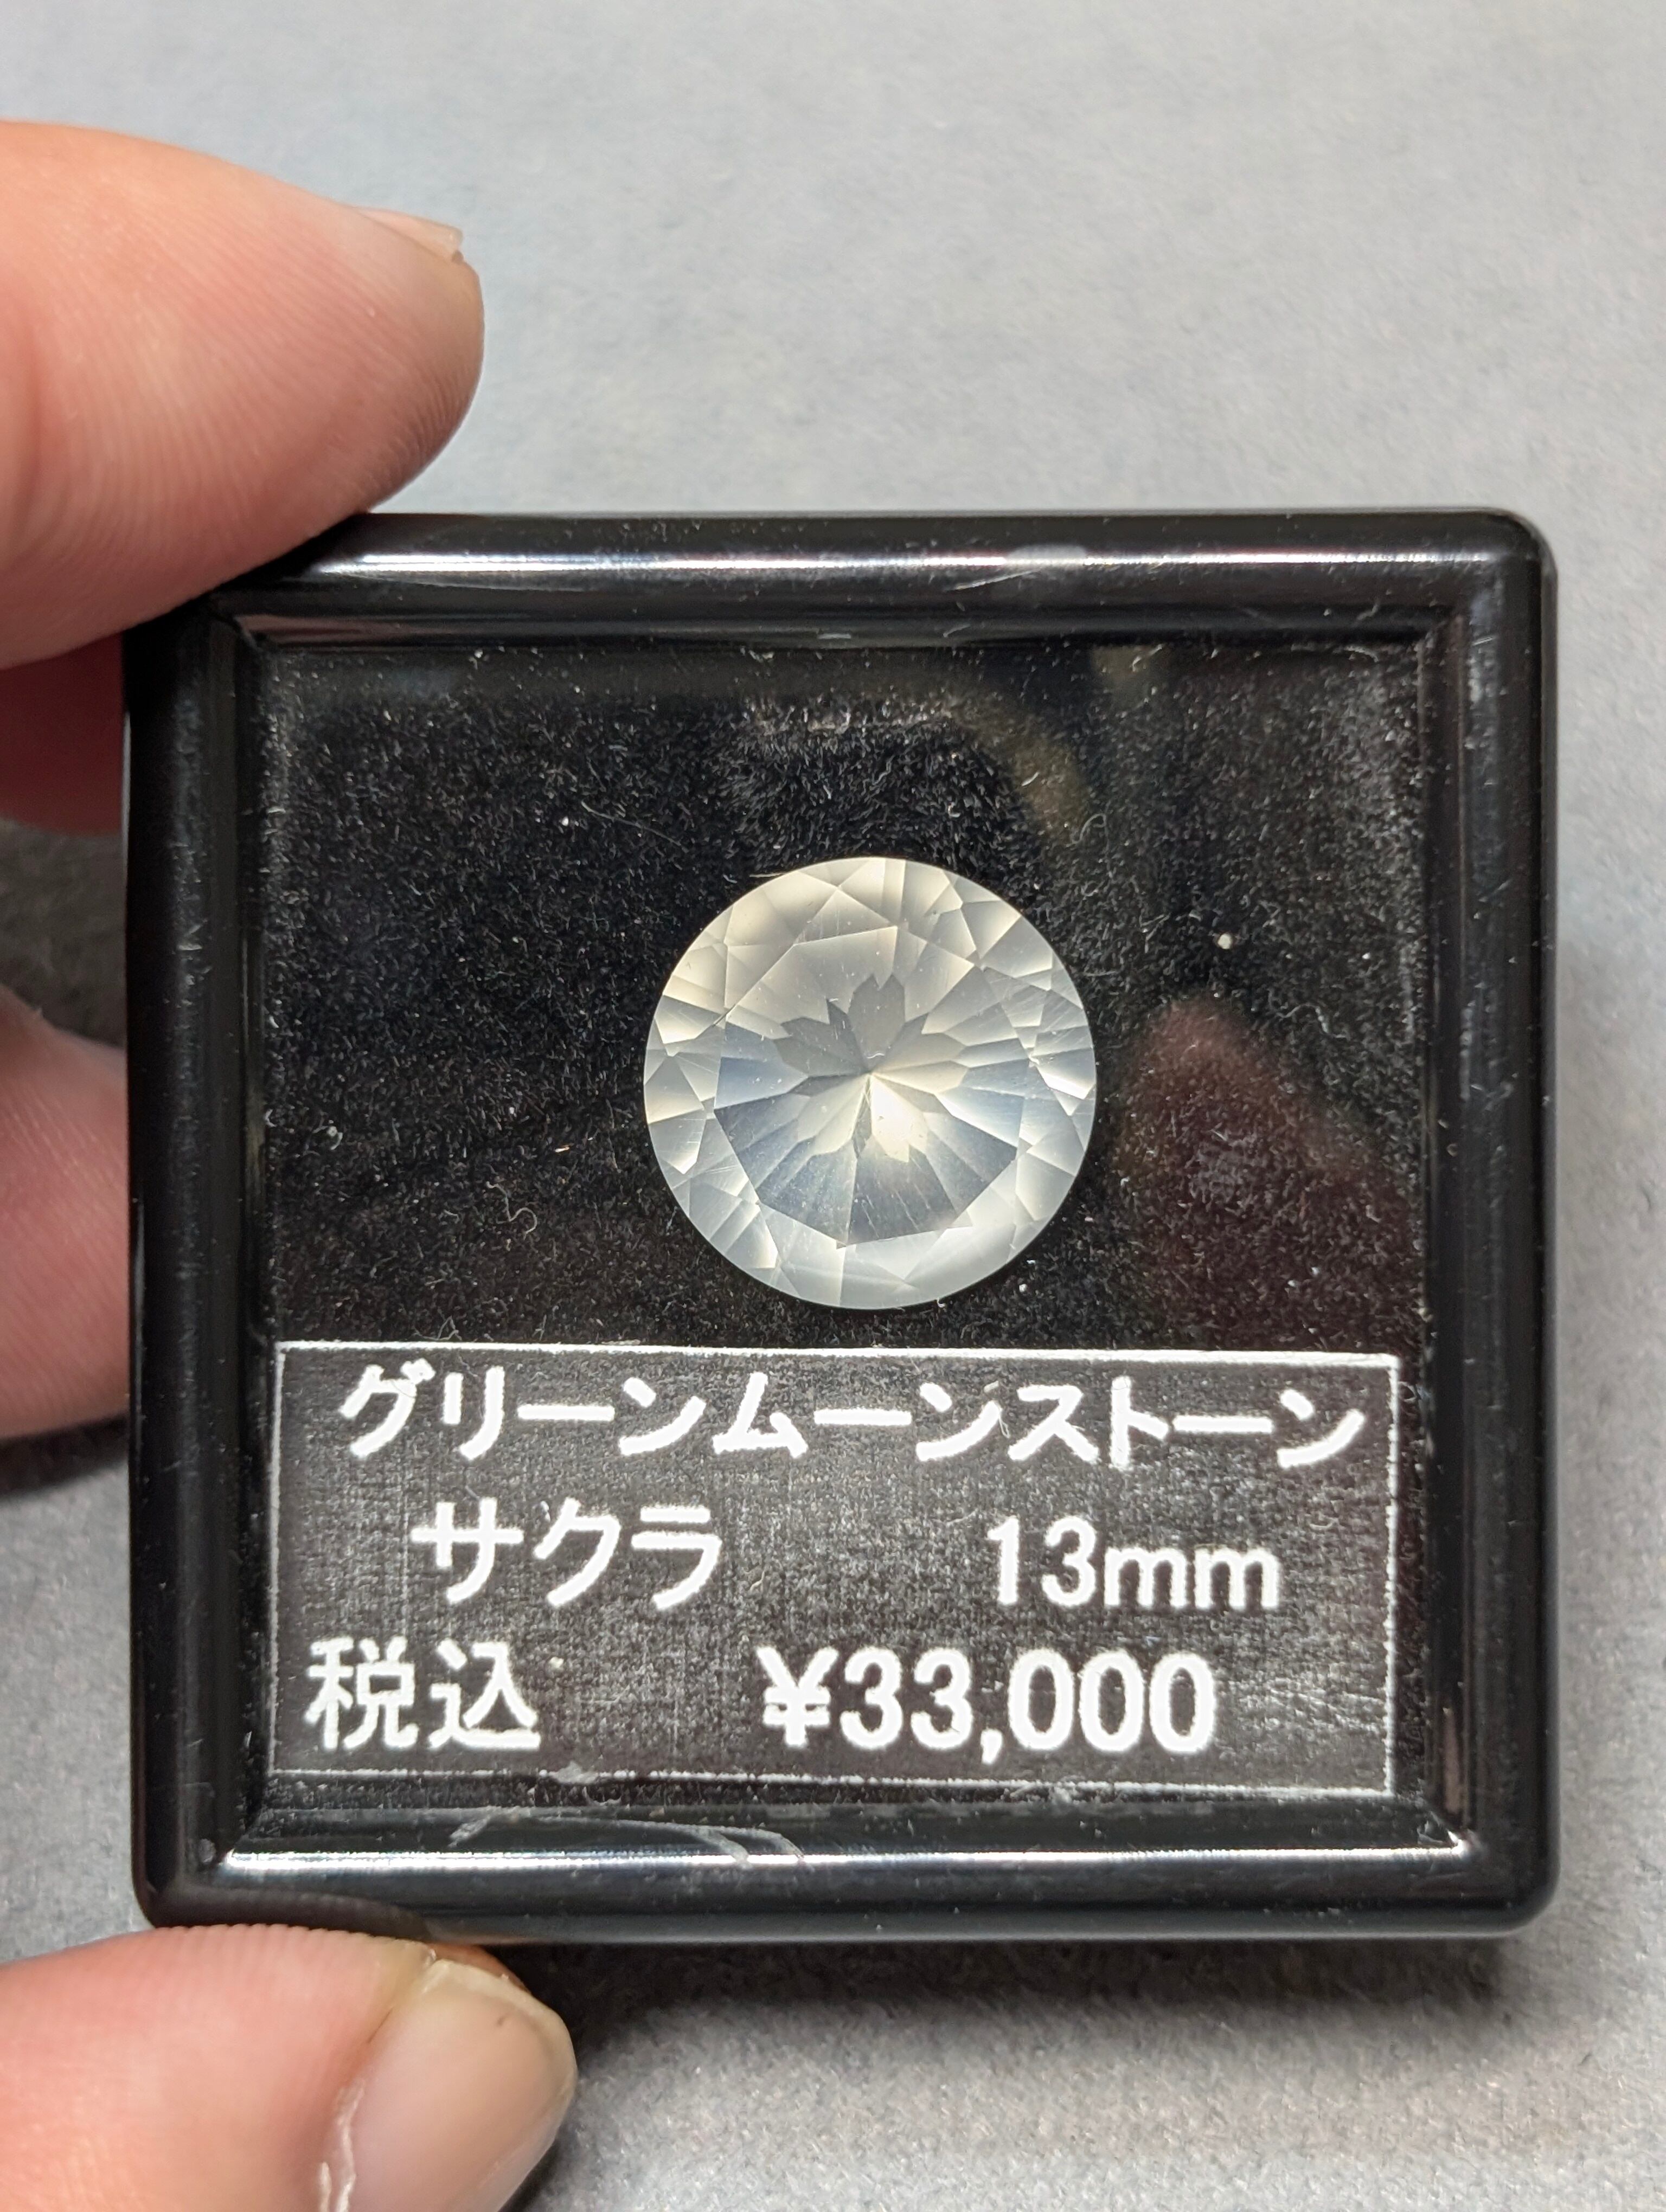 グリーンムーンストーン
サクラ 13mm
税込 ¥33,000